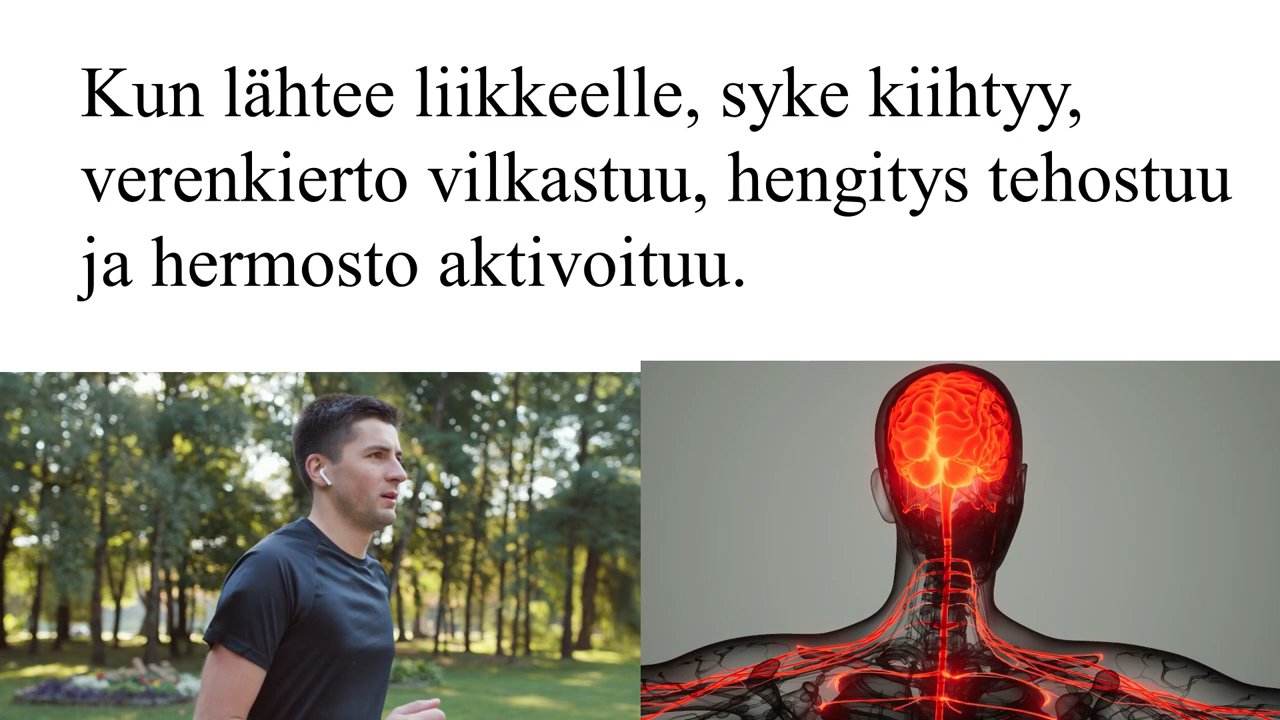 Kun lähtee liikkeelle, syke kiihtyy,
verenkierto vilkastuu, hengitys tehostuu
ja hermosto aktivoituu.